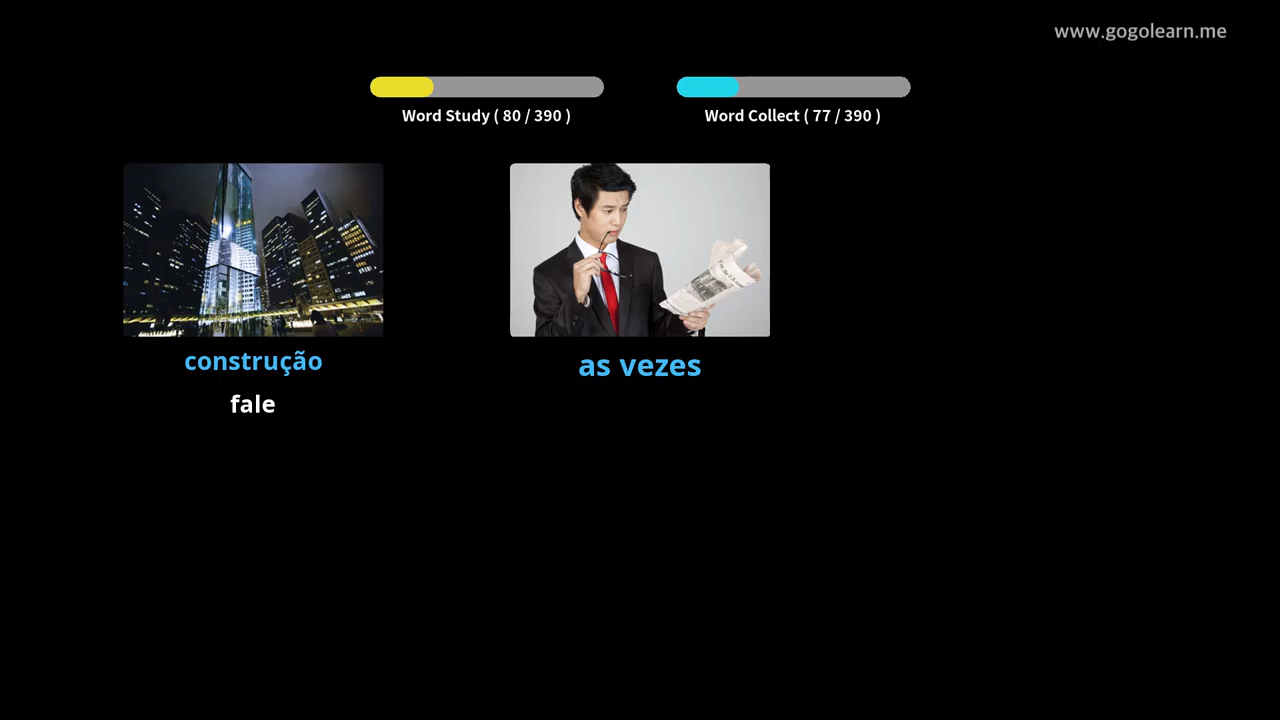 www.gogolearn.me
Word Study ( 80 / 390 )
Word Collect ( 77 / 390 )
construção
fale
as vezes